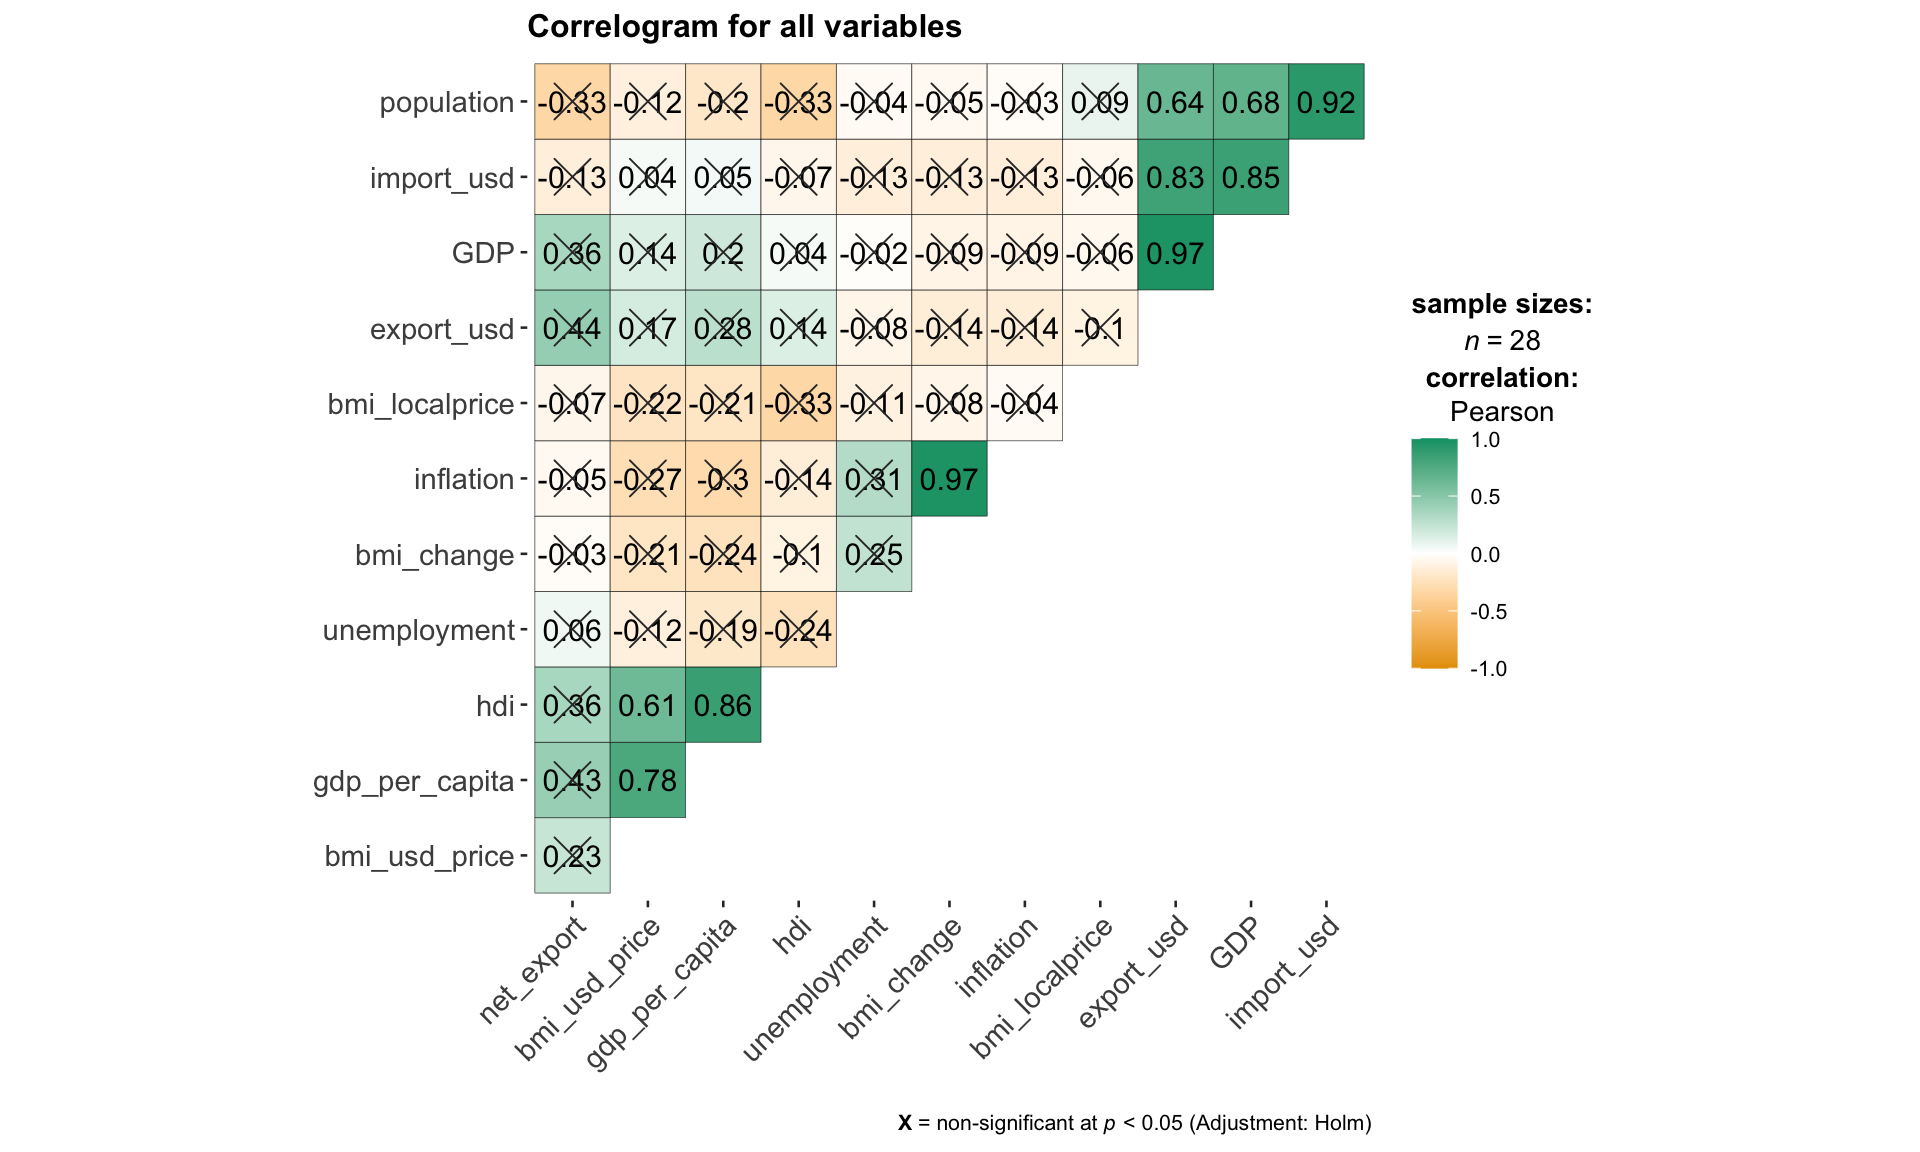 Correlogram for all variables
population -0.33 -0.12 -0.2 -0.33 -0.04 -0.05 -0.03 0.09 0.64 0.68 0.92
import_usd -0.13 0.04 0.05 -0.07 -0.13 -0.13 -0.13 -0.06 0.83 0.85
GDP 0.36 0.14 0.2 0.04 -0.02 -0.09 -0.09 -0.06 0.97
export_usd 0.44 0.17 0.28 0.14 -0.08 -0.14 -0.14 -0.1
bmi_localprice -0.07 -0.22 -0.21 -0.33 -0.11 -0.08 -0.04
inflation -0.05 -0.27 -0.3 -0.14 0.31 0.97
bmi_change -0.03 -0.21 -0.24 -0.1 0.25
unemployment 0.06 -0.12 -0.19 -0.24
hdi 0.36 0.61 0.86
gdp_per_capita 0.43 0.78
bmi_usd_price 0.23
net_export
bmi_usd_price
gdp_per_capita
hdi
unemployment
bmi_change
inflation
bmi_localprice
export_usd
GDP
import_usd
sample sizes:
n = 28
correlation:
Pearson
1.0
0.5
0.0
-0.5
-1.0
X = non-significant at p < 0.05 (Adjustment: Holm)